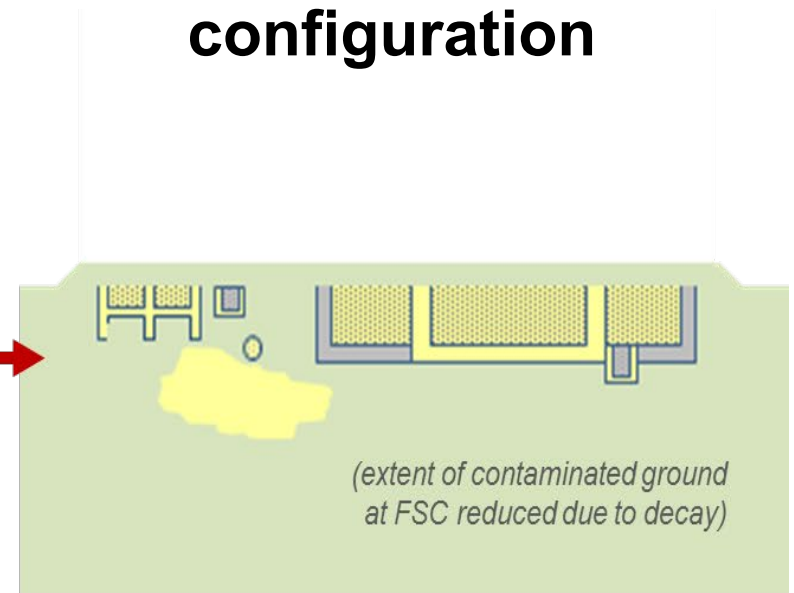 configuration
(extent of contaminated ground
at FSC reduced due to decay)